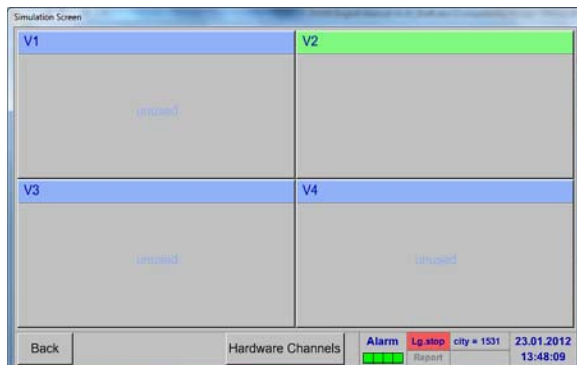 Simulation Screen
V1 V2
unused
V3 V4
unused unused
Back Hardware Channels Alarm Lg.stop city = 1531 23.01.2012
Report 13:48:09